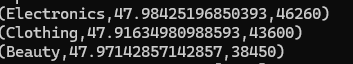 (Electronics,47.98425196850393,46260)
(Clothing,47.91634980988593,43600)
(Beauty,47.97142857142857,38450)